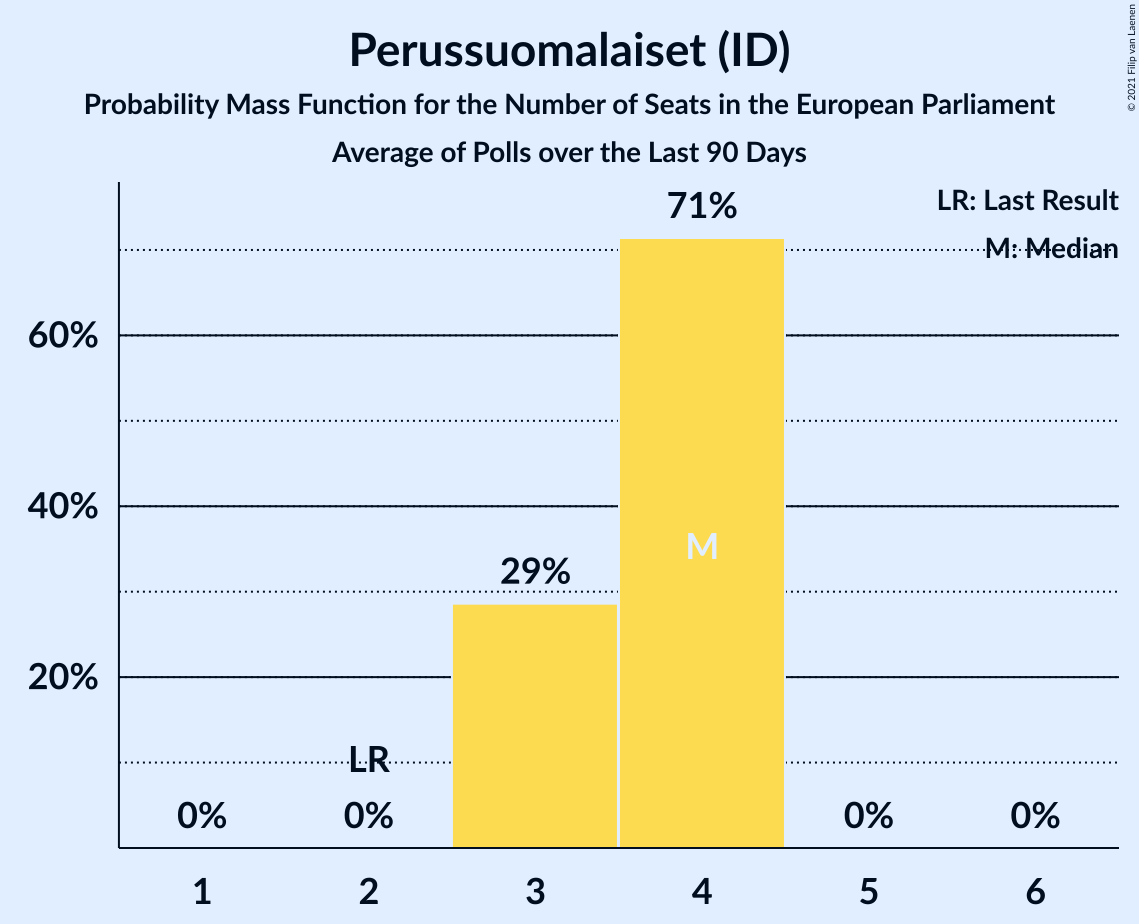 Perussuomalaiset (ID)
Probability Mass Function for the Number of Seats in the European Parliament
Average of Polls over the Last 90 Days
© 2021 Filip van Laenen
LR: Last Result
M: Median
71%
60%
40%
M
29%
20%
LR
0%
0%
0%
0%
1
2
3
4
5
6